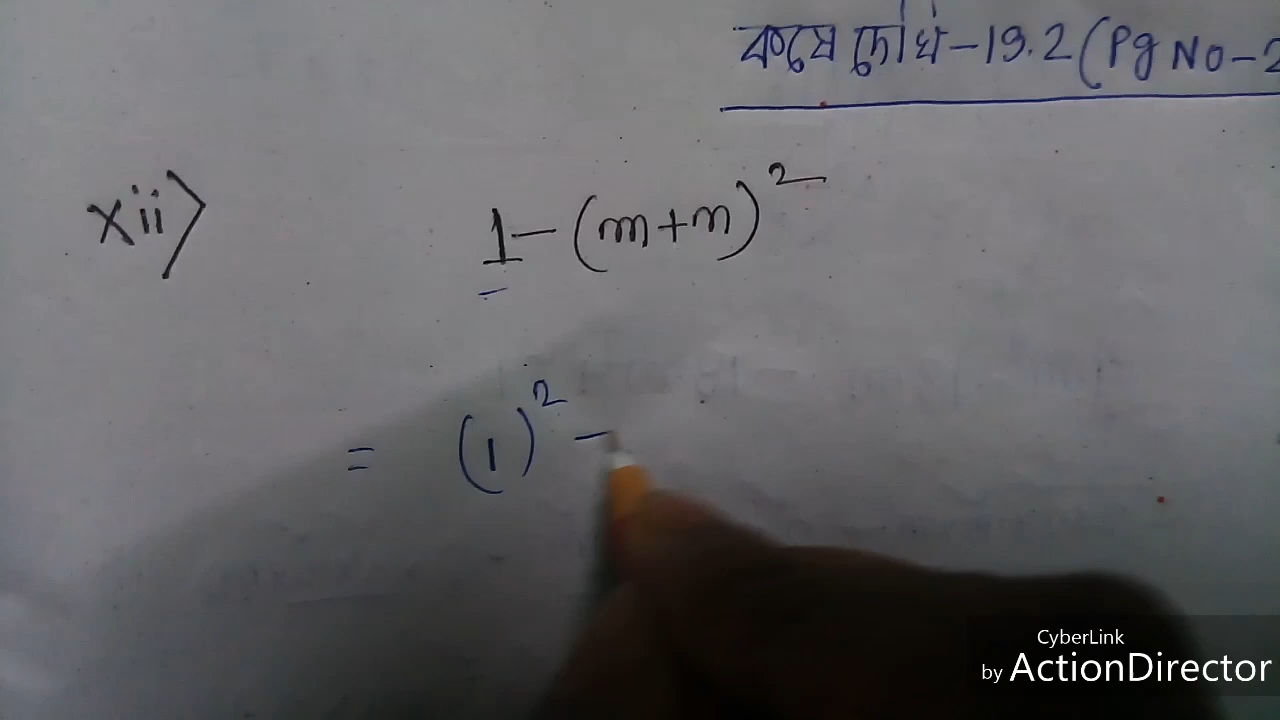 কষে দেখি-19.2 (Pg No-2
xii> 1-(m+n)²
= (1)² -
CyberLink
by ActionDirector